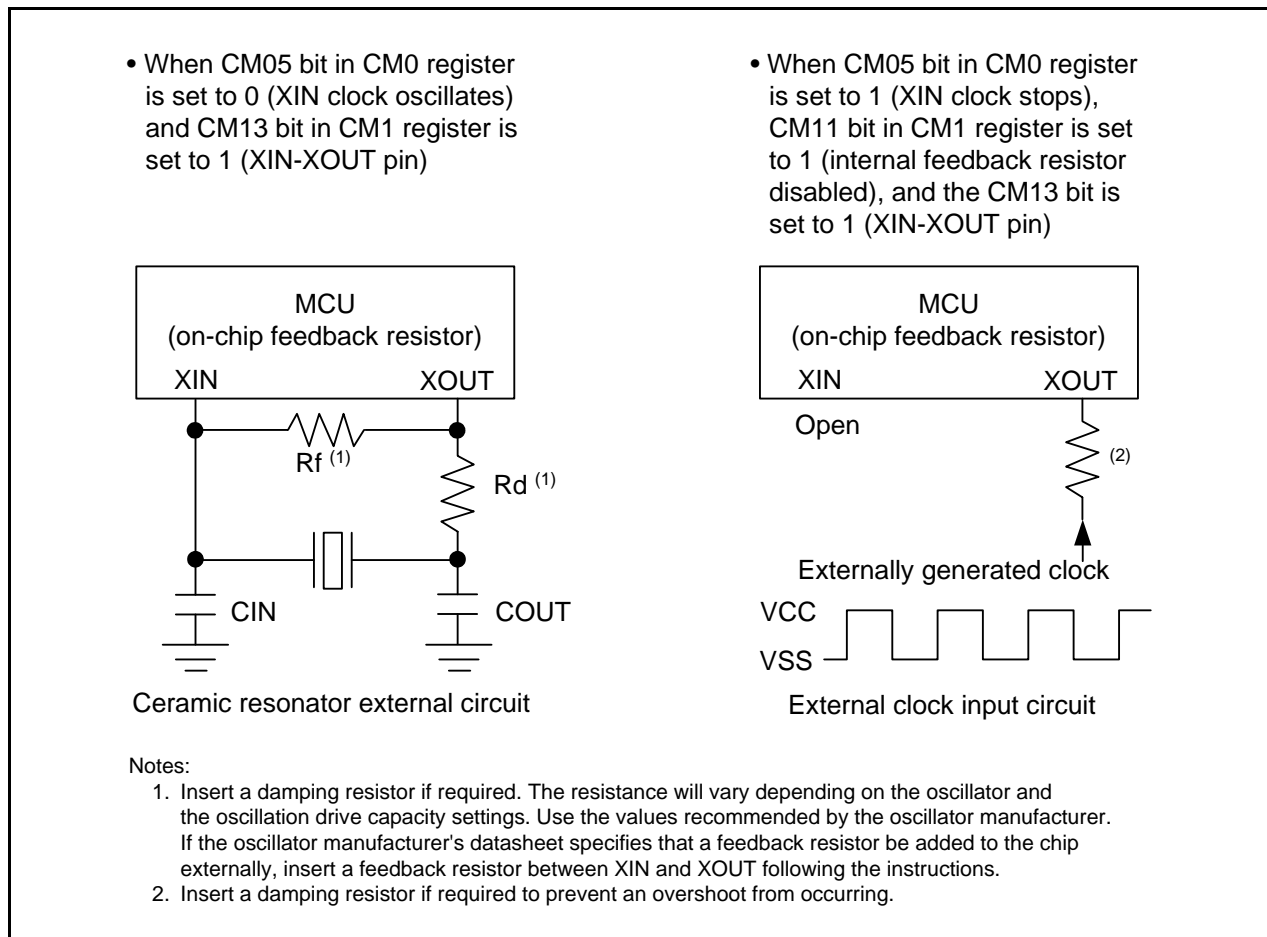 • When CM05 bit in CM0 register
is set to 0 (XIN clock oscillates)
and CM13 bit in CM1 register is
set to 1 (XIN-XOUT pin)
MCU
(on-chip feedback resistor)
XIN
XOUT
Rf (1)
Rd (1)
CIN
COUT
Ceramic resonator external circuit
• When CM05 bit in CM0 register
is set to 1 (XIN clock stops),
CM11 bit in CM1 register is set
to 1 (internal feedback resistor
disabled), and the CM13 bit is
set to 1 (XIN-XOUT pin)
MCU
(on-chip feedback resistor)
XIN
XOUT
Open
(2)
Externally generated clock
VCC
VSS
External clock input circuit
Notes:
1. Insert a damping resistor if required. The resistance will vary depending on the oscillator and
the oscillation drive capacity settings. Use the values recommended by the oscillator manufacturer.
If the oscillator manufacturer's datasheet specifies that a feedback resistor be added to the chip
externally, insert a feedback resistor between XIN and XOUT following the instructions.
2. Insert a damping resistor if required to prevent an overshoot from occurring.